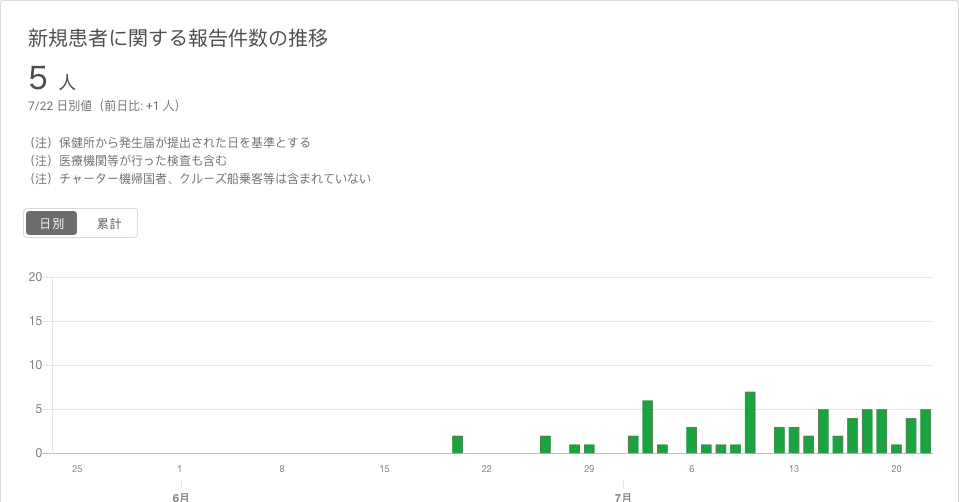 新規患者に関する報告件数の推移
5 人
7/22 日別値（前日比: +1 人）
（注）保健所から発生届が提出された日を基準とする
（注）医療機関等が行った検査も含む
（注）チャーター機帰国者、クルーズ船乗客等は含まれていない
日別 累計
20
15
10
5
0
25 1 8 15 22 29 6 13 20
6月 7月